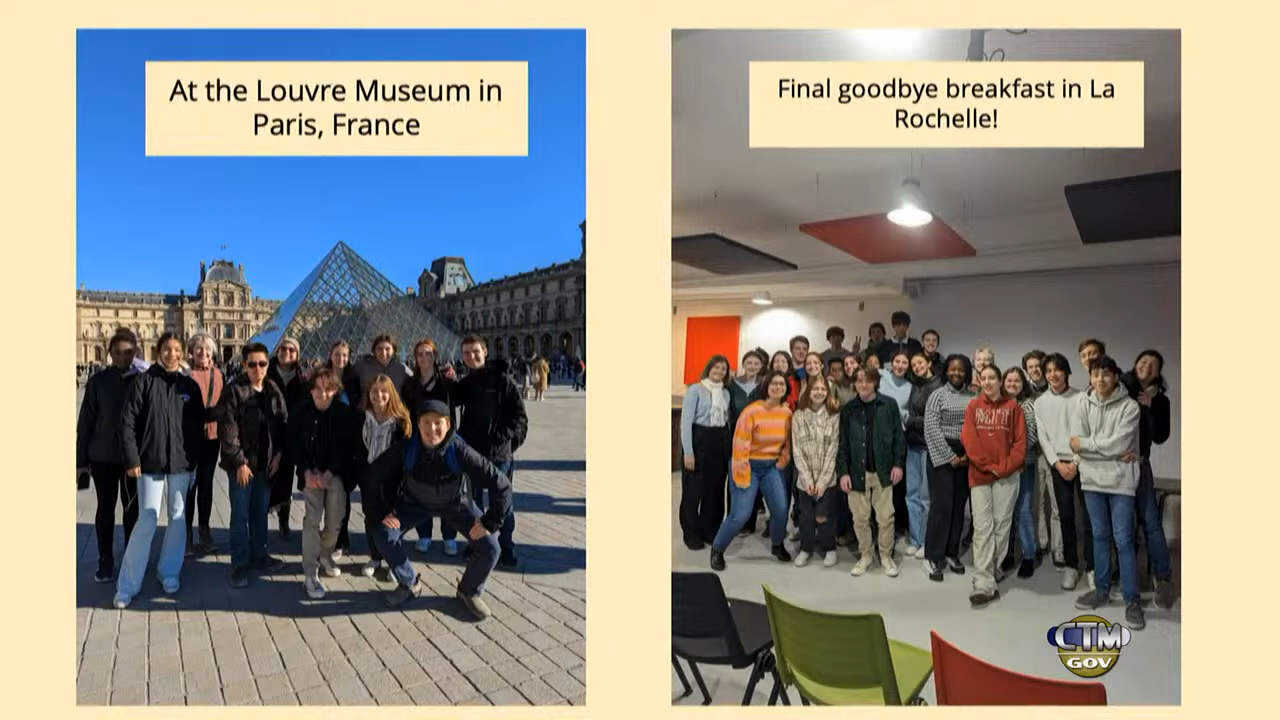 At the Louvre Museum in
Paris, France
Final goodbye breakfast in La
Rochelle!
CTM
GOV